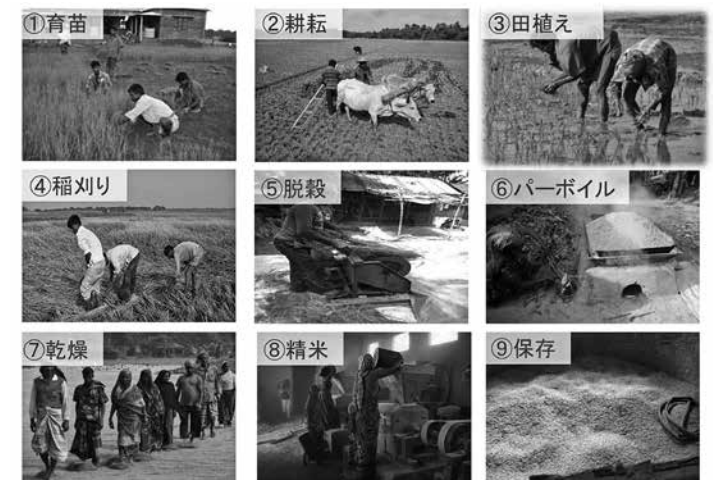 ①育苗
②耕耘
③田植え
④稲刈り
⑤脱穀
⑥パーボイル
⑦乾燥
⑧精米
⑨保存